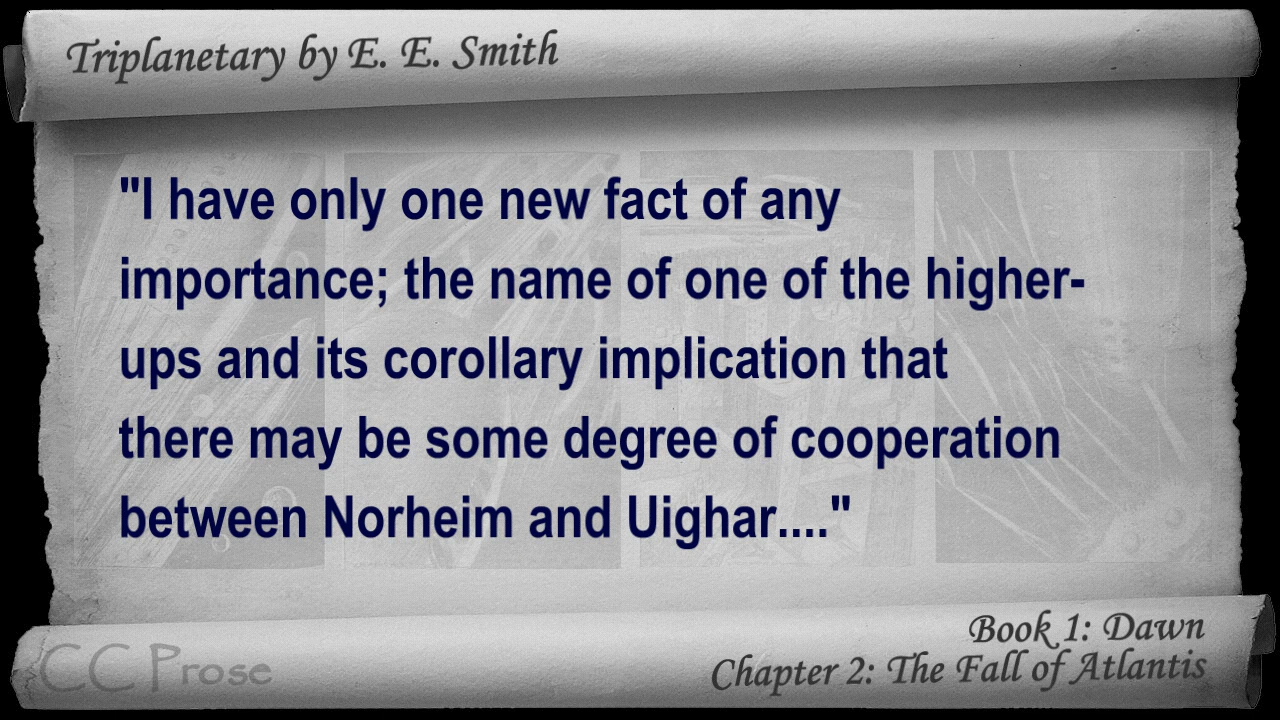 Triplanetary by E. E. Smith
"I have only one new fact of any
importance; the name of one of the higher-
ups and its corollary implication that
there may be some degree of cooperation
between Norheim and Uighar...."
Book 1: Dawn
Chapter 2: The Fall of Atlantis
CC Prose